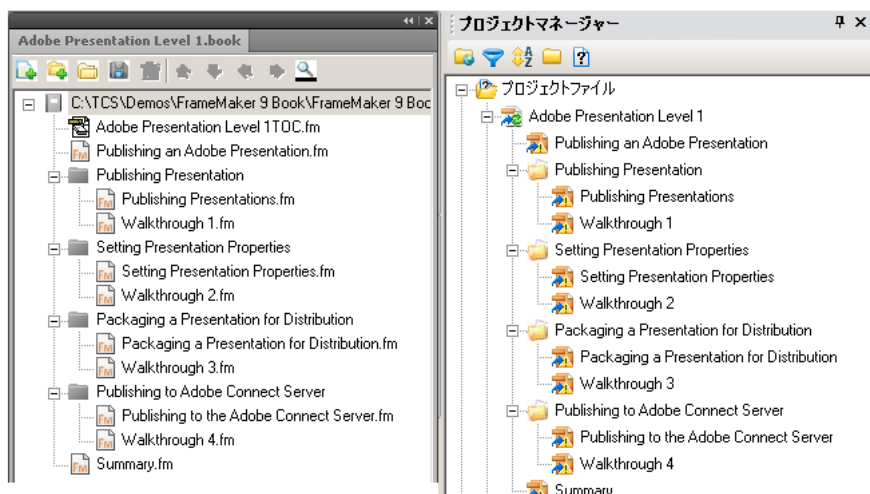 Adobe Presentation Level 1.book
C:\TCS\Demos\FrameMaker 9 Book\FrameMaker 9 Boo
Adobe Presentation Level 1TOC.fm
Publishing an Adobe Presentation.fm
Publishing Presentation
Publishing Presentations.fm
Walkthrough 1.fm
Setting Presentation Properties
Setting Presentation Properties.fm
Walkthrough 2.fm
Packaging a Presentation for Distribution
Packaging a Presentation for Distribution.fm
Walkthrough 3.fm
Publishing to Adobe Connect Server
Publishing to the Adobe Connect Server.fm
Walkthrough 4.fm
Summary.fm
プロジェクトマネージャー
プロジェクトファイル
Adobe Presentation Level 1
Publishing an Adobe Presentation
Publishing Presentation
Publishing Presentations
Walkthrough 1
Setting Presentation Properties
Setting Presentation Properties
Walkthrough 2
Packaging a Presentation for Distribution
Packaging a Presentation for Distribution
Walkthrough 3
Publishing to Adobe Connect Server
Publishing to the Adobe Connect Server
Walkthrough 4
Summary